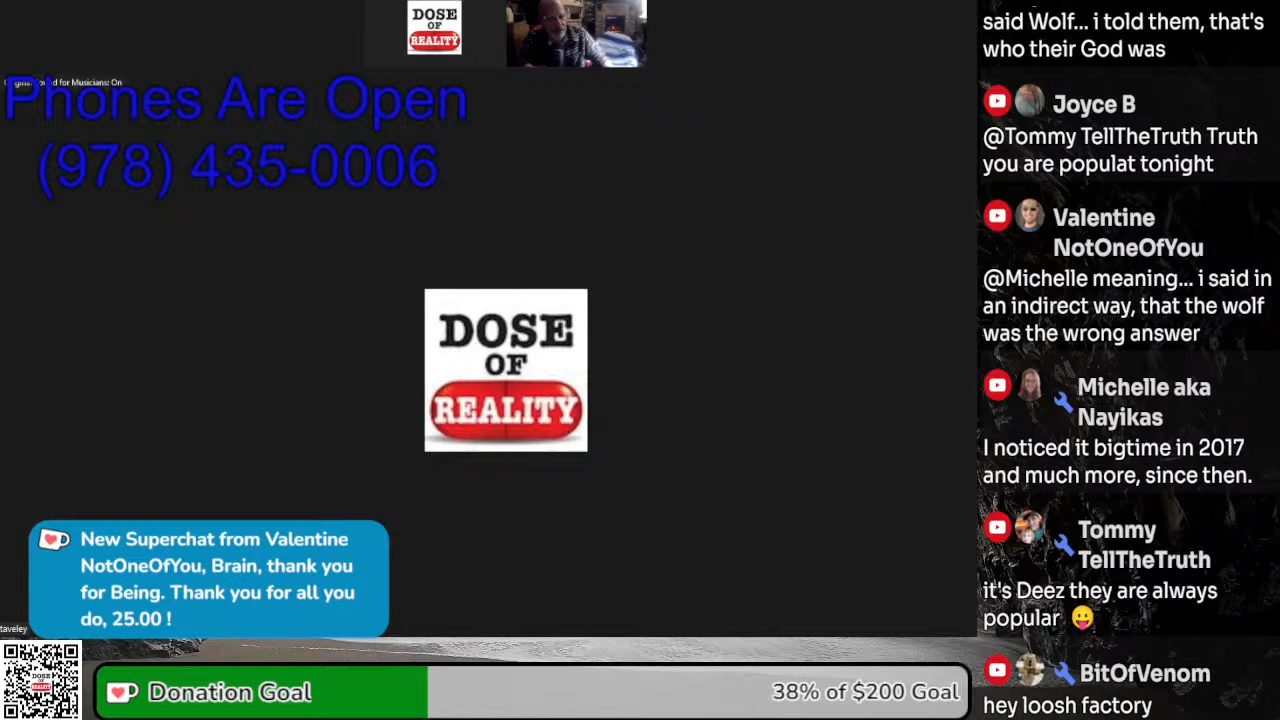 DOSE
OF
REALITY
Phones Are Open
(978) 435-0006
DOSE
OF
REALITY
New Superchat from Valentine
NotOneOfYou, Brain, thank you
for Being. Thank you for all you
do, 25.00 !
taveley
Donation Goal
38% of $200 Goal
said Wolf... i told them, that's
who their God was
Joyce B
@Tommy TellTheTruth Truth
you are populat tonight
Valentine
NotOneOfYou
@Michelle meaning... i said in
an indirect way, that the wolf
was the wrong answer
Michelle aka
Nayikas
I noticed it bigtime in 2017
and much more, since then.
Tommy
TellTheTruth
it's Deez they are always
popular 😛
BitOfVenom
hey loosh factory